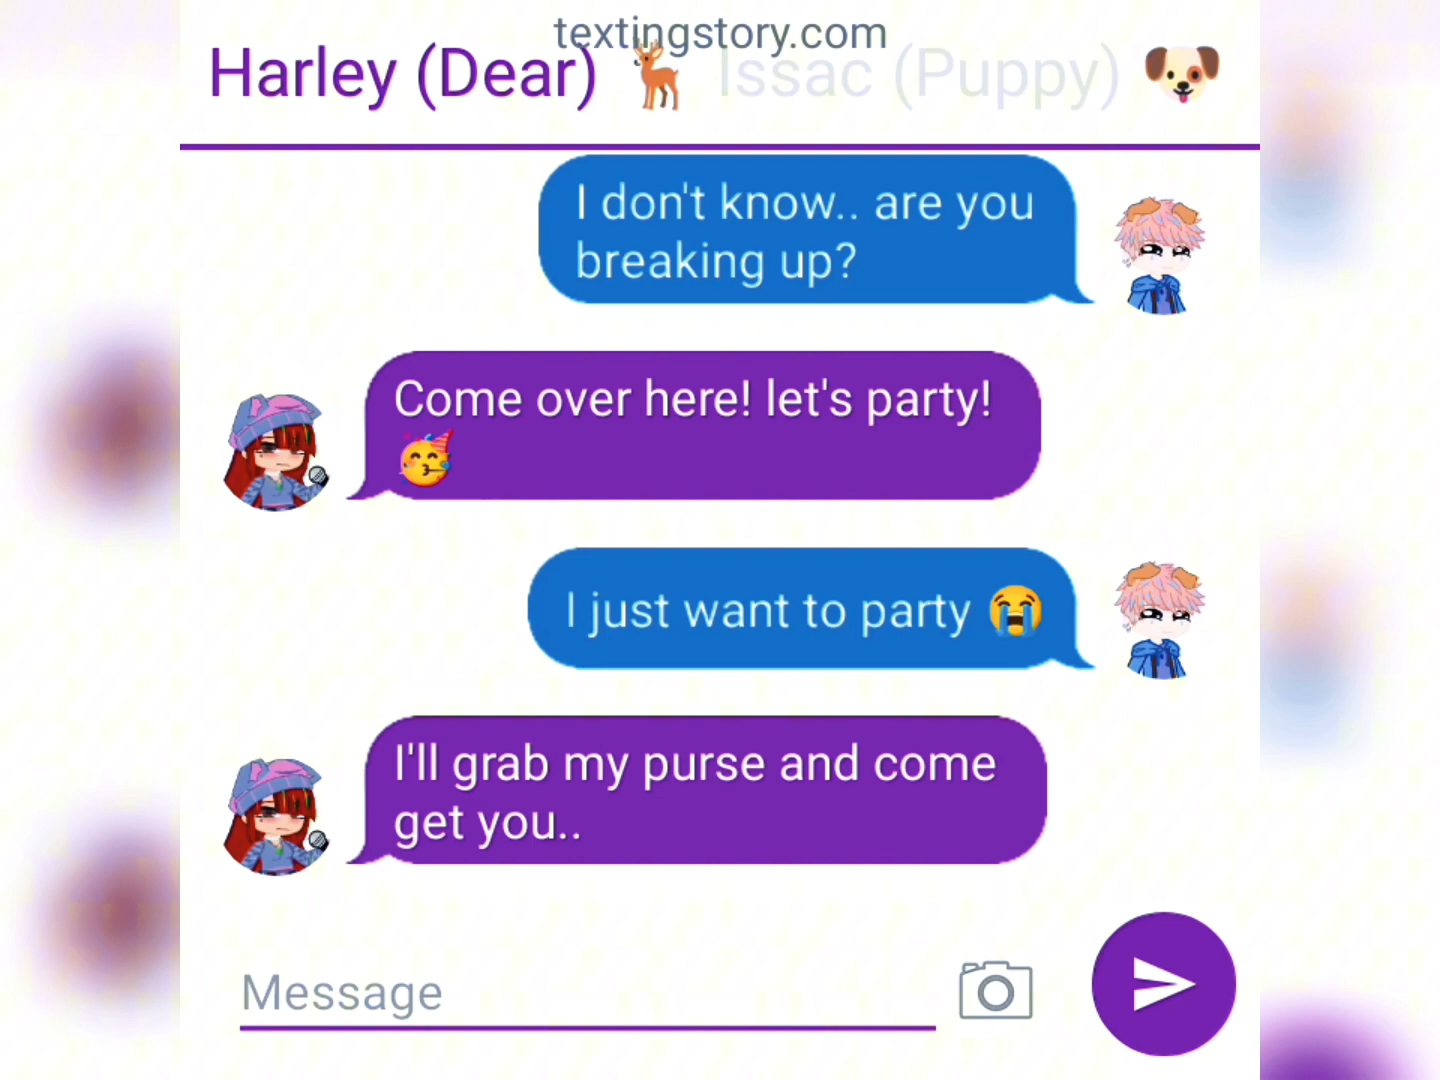 textingstory.com
Harley (Dear) 🦌 Issac (Puppy) 🐶
I don't know.. are you
breaking up?
Come over here! let's party!
🥳
I just want to party 😭
I'll grab my purse and come
get you..
Message